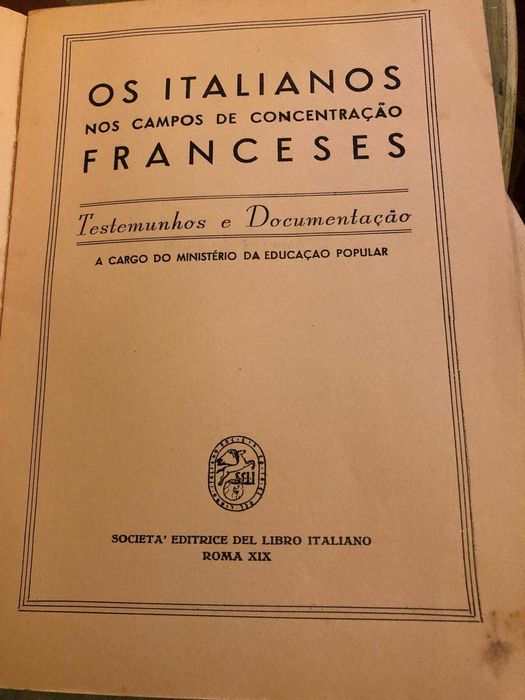 OS ITALIANOS
NOS CAMPOS DE CONCENTRAÇÃO
FRANCESES
Testemunhos e Documentação
A CARGO DO MINISTÉRIO DA EDUCAÇAO POPULAR
SOCIETA' EDITRICE DEL LIBRO ITALIANO
ROMA XIX